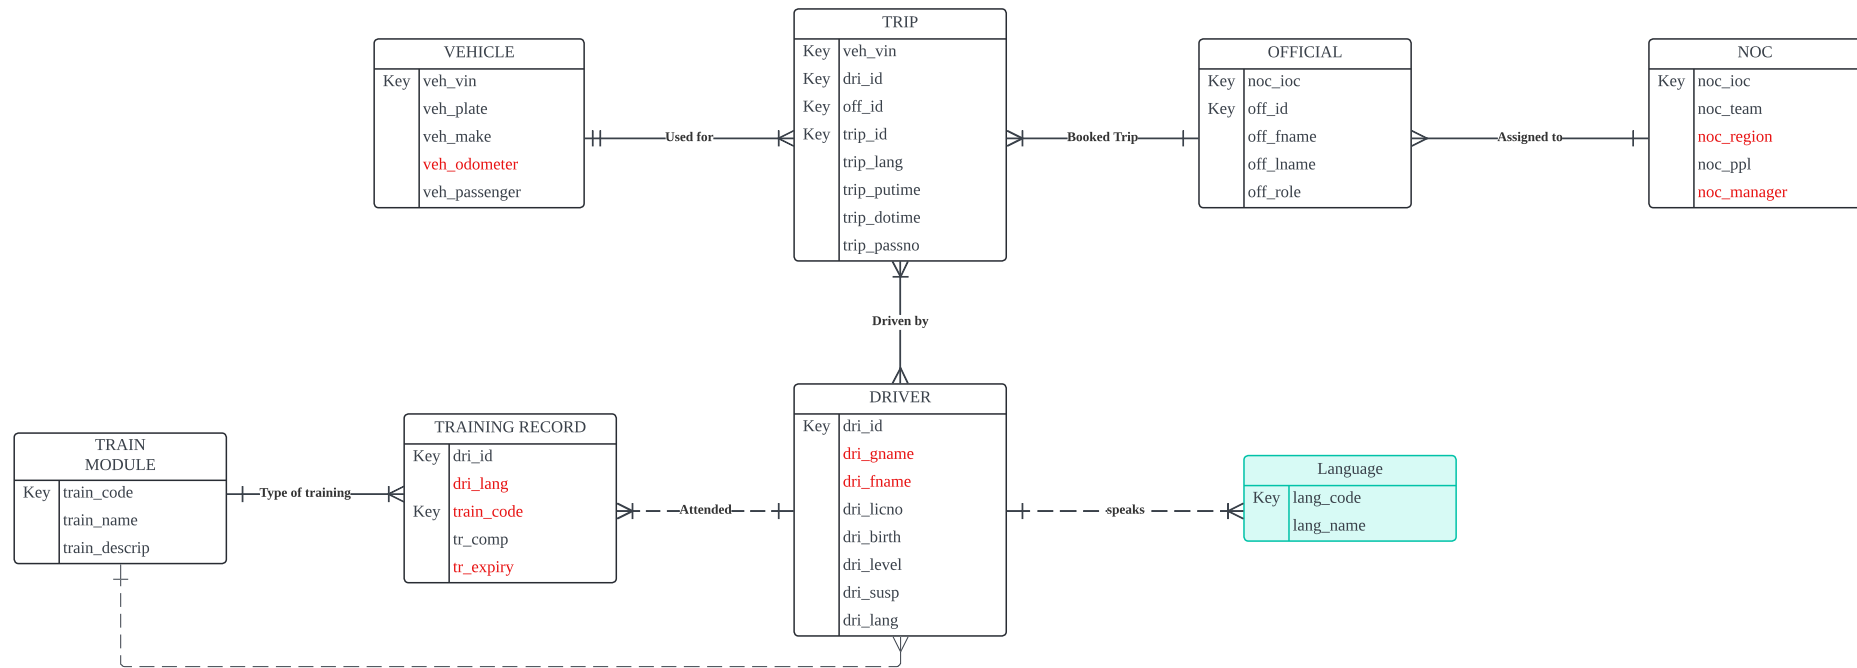 TRIP
Key veh_vin
Key dri_id
Key off_id
Key trip_id
trip_lang
trip_putime
trip_dotime
trip_passno
VEHICLE
Key veh_vin
veh_plate
veh_make
veh_odometer
veh_passenger
Used for
Booked Trip
OFFICIAL
Key noc_ioc
Key off_id
off_fname
off_lname
off_role
Assigned to
NOC
Key noc_ioc
noc_team
noc_region
noc_ppl
noc_manager
Driven by
DRIVER
Key dri_id
dri_gname
dri_fname
dri_licno
dri_birth
dri_level
dri_susp
dri_lang
TRAINING RECORD
Key dri_id
dri_lang
Key train_code
tr_comp
tr_expiry
TRAIN
MODULE
Key train_code
train_name
train_descrip
Type of training
Attended
speaks
Language
Key lang_code
lang_name